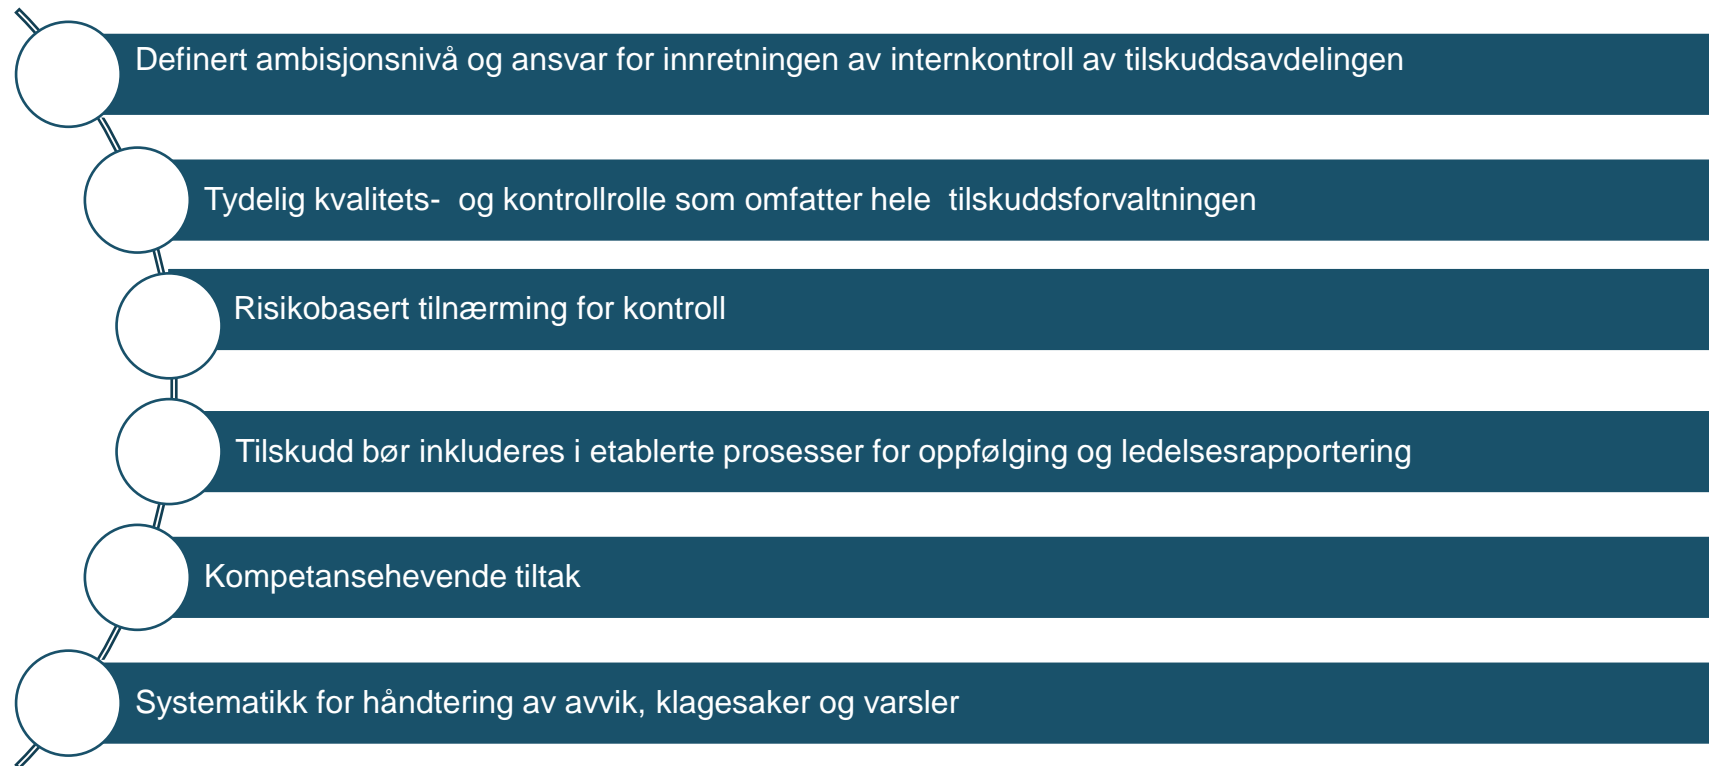 Definert ambisjonsnivå og ansvar for innretningen av internkontroll av tilskuddsavdelingen
Tydelig kvalitets-  og kontrollrolle som omfatter hele  tilskuddsforvaltningen
Risikobasert tilnærming for kontroll
Tilskudd bør inkluderes i etablerte prosesser for oppfølging og ledelsesrapportering
Kompetansehevende tiltak
Systematikk for håndtering av avvik, klagesaker og varsler